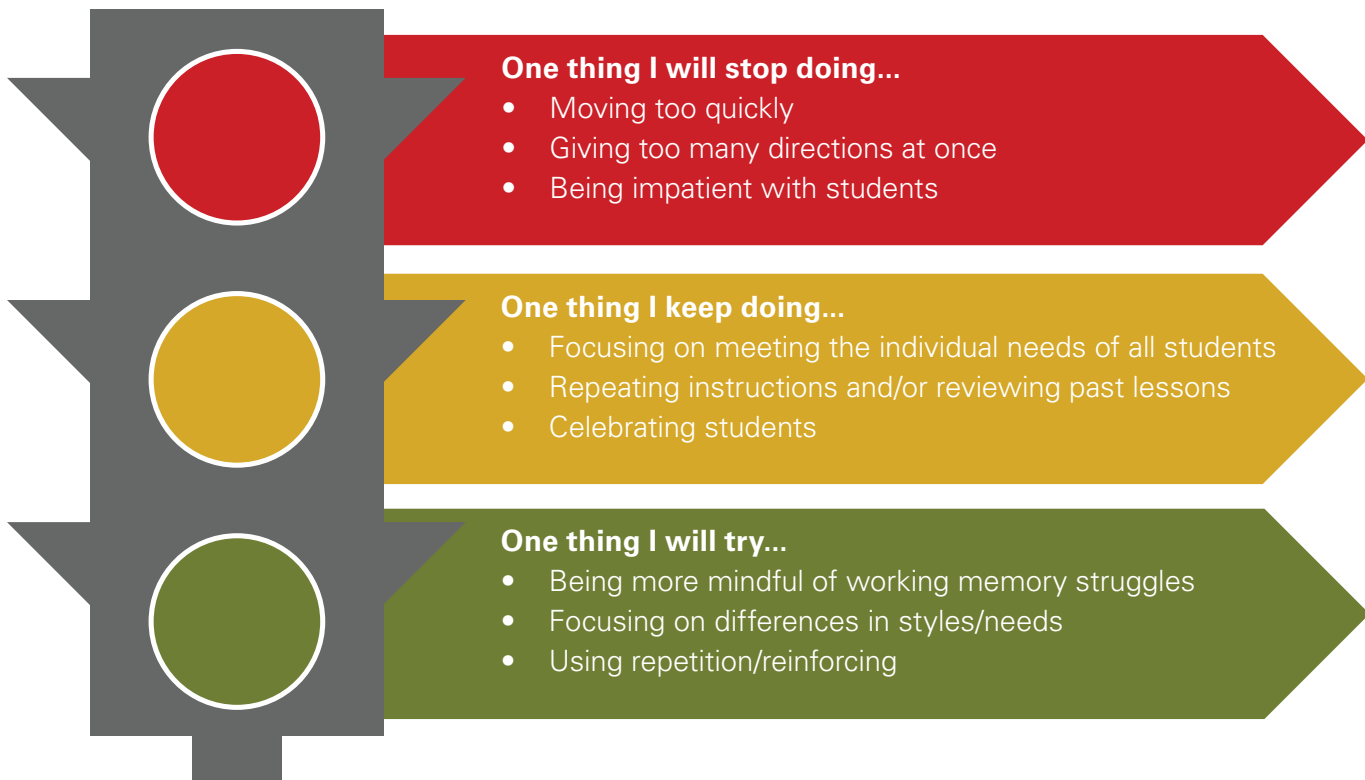 One thing I will stop doing...
• Moving too quickly
• Giving too many directions at once
• Being impatient with students
One thing I keep doing...
• Focusing on meeting the individual needs of all students
• Repeating instructions and/or reviewing past lessons
• Celebrating students
One thing I will try...
• Being more mindful of working memory struggles
• Focusing on differences in styles/needs
• Using repetition/reinforcing